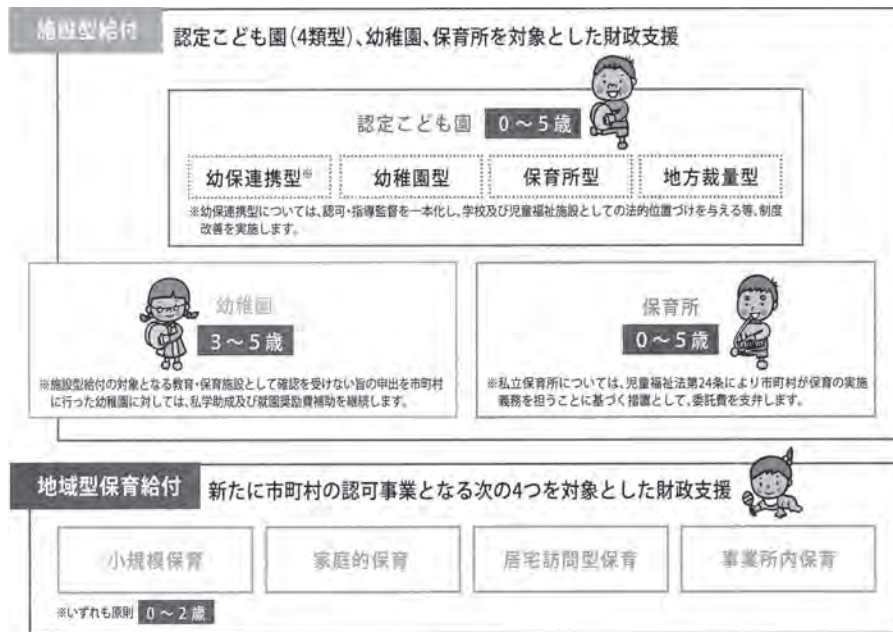 施設型給付
認定こども園(4類型)、幼稚園、保育所を対象とした財政支援
認定こども園 0～5歳
幼保連携型※ 幼稚園型 保育所型 地方裁量型
※幼保連携型については、認可・指導監督を一本化し、学校及び児童福祉施設としての法的位置づけを与える等、制度
改善を実施します。
幼稚園
3～5歳
※施設型給付の対象となる教育・保育施設として確認を受けない旨の申出を市町村
に行った幼稚園に対しては、私学助成及び就園奨励費補助を継続します。
保育所
0～5歳
※私立保育所については、児童福祉法第24条により市町村が保育の実施
義務を担うことに基づく措置として、委託費を支弁します。
地域型保育給付
新たに市町村の認可事業となる次の4つを対象とした財政支援
小規模保育 家庭的保育 居宅訪問型保育 事業所内保育
※いずれも原則 0～2歳